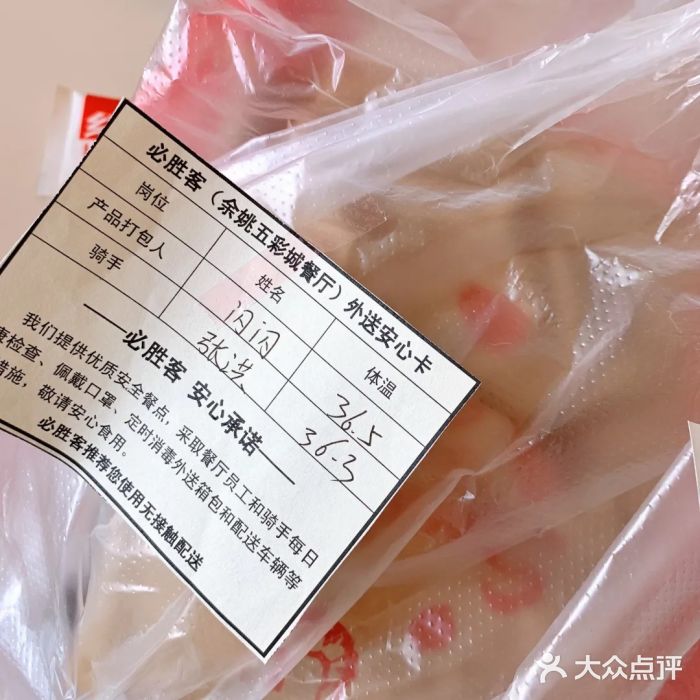 必胜客（余姚五彩城餐厅）外送安心卡
岗位 姓名 体温
产品打包人 闪闪 36.5
骑手 张洪 36.3
——必胜客 安心承诺——
我们提供优质安全餐点，采取餐厅员工和骑手每日
康检查、佩戴口罩、定时消毒外送箱包和配送车辆等
措施，敬请安心食用。
必胜客推荐您使用无接触配送
大众点评